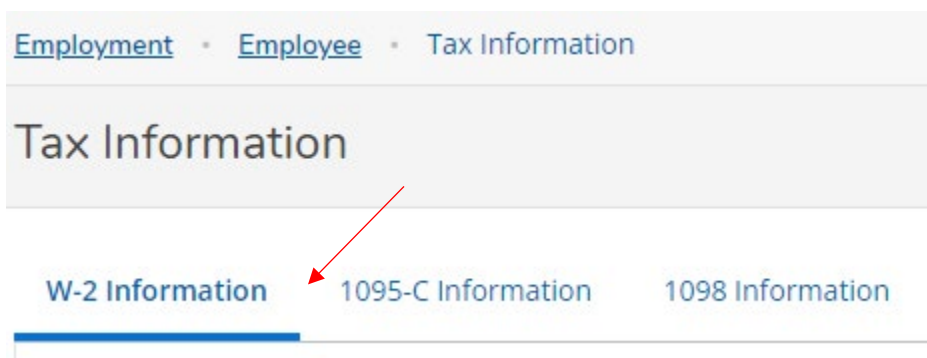 Employment · Employee · Tax Information
Tax Information
W-2 Information 1095-C Information 1098 Information